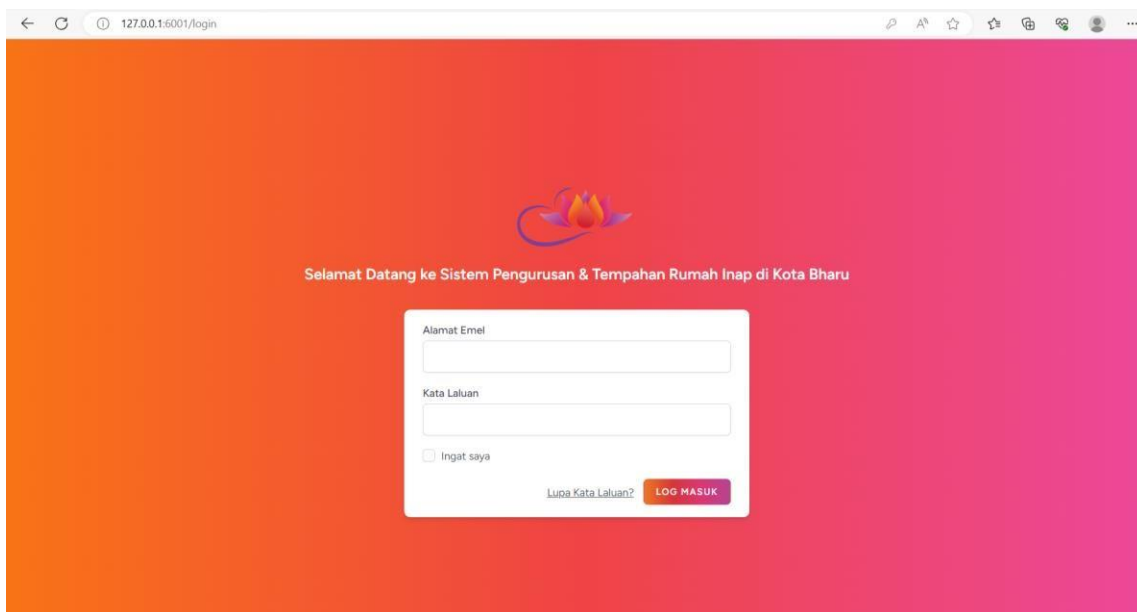 127.0.0.1:6001/login
Selamat Datang ke Sistem Pengurusan & Tempahan Rumah Inap di Kota Bharu
Alamat Emel
Kata Laluan
Ingat saya
Lupa Kata Laluan? LOG MASUK